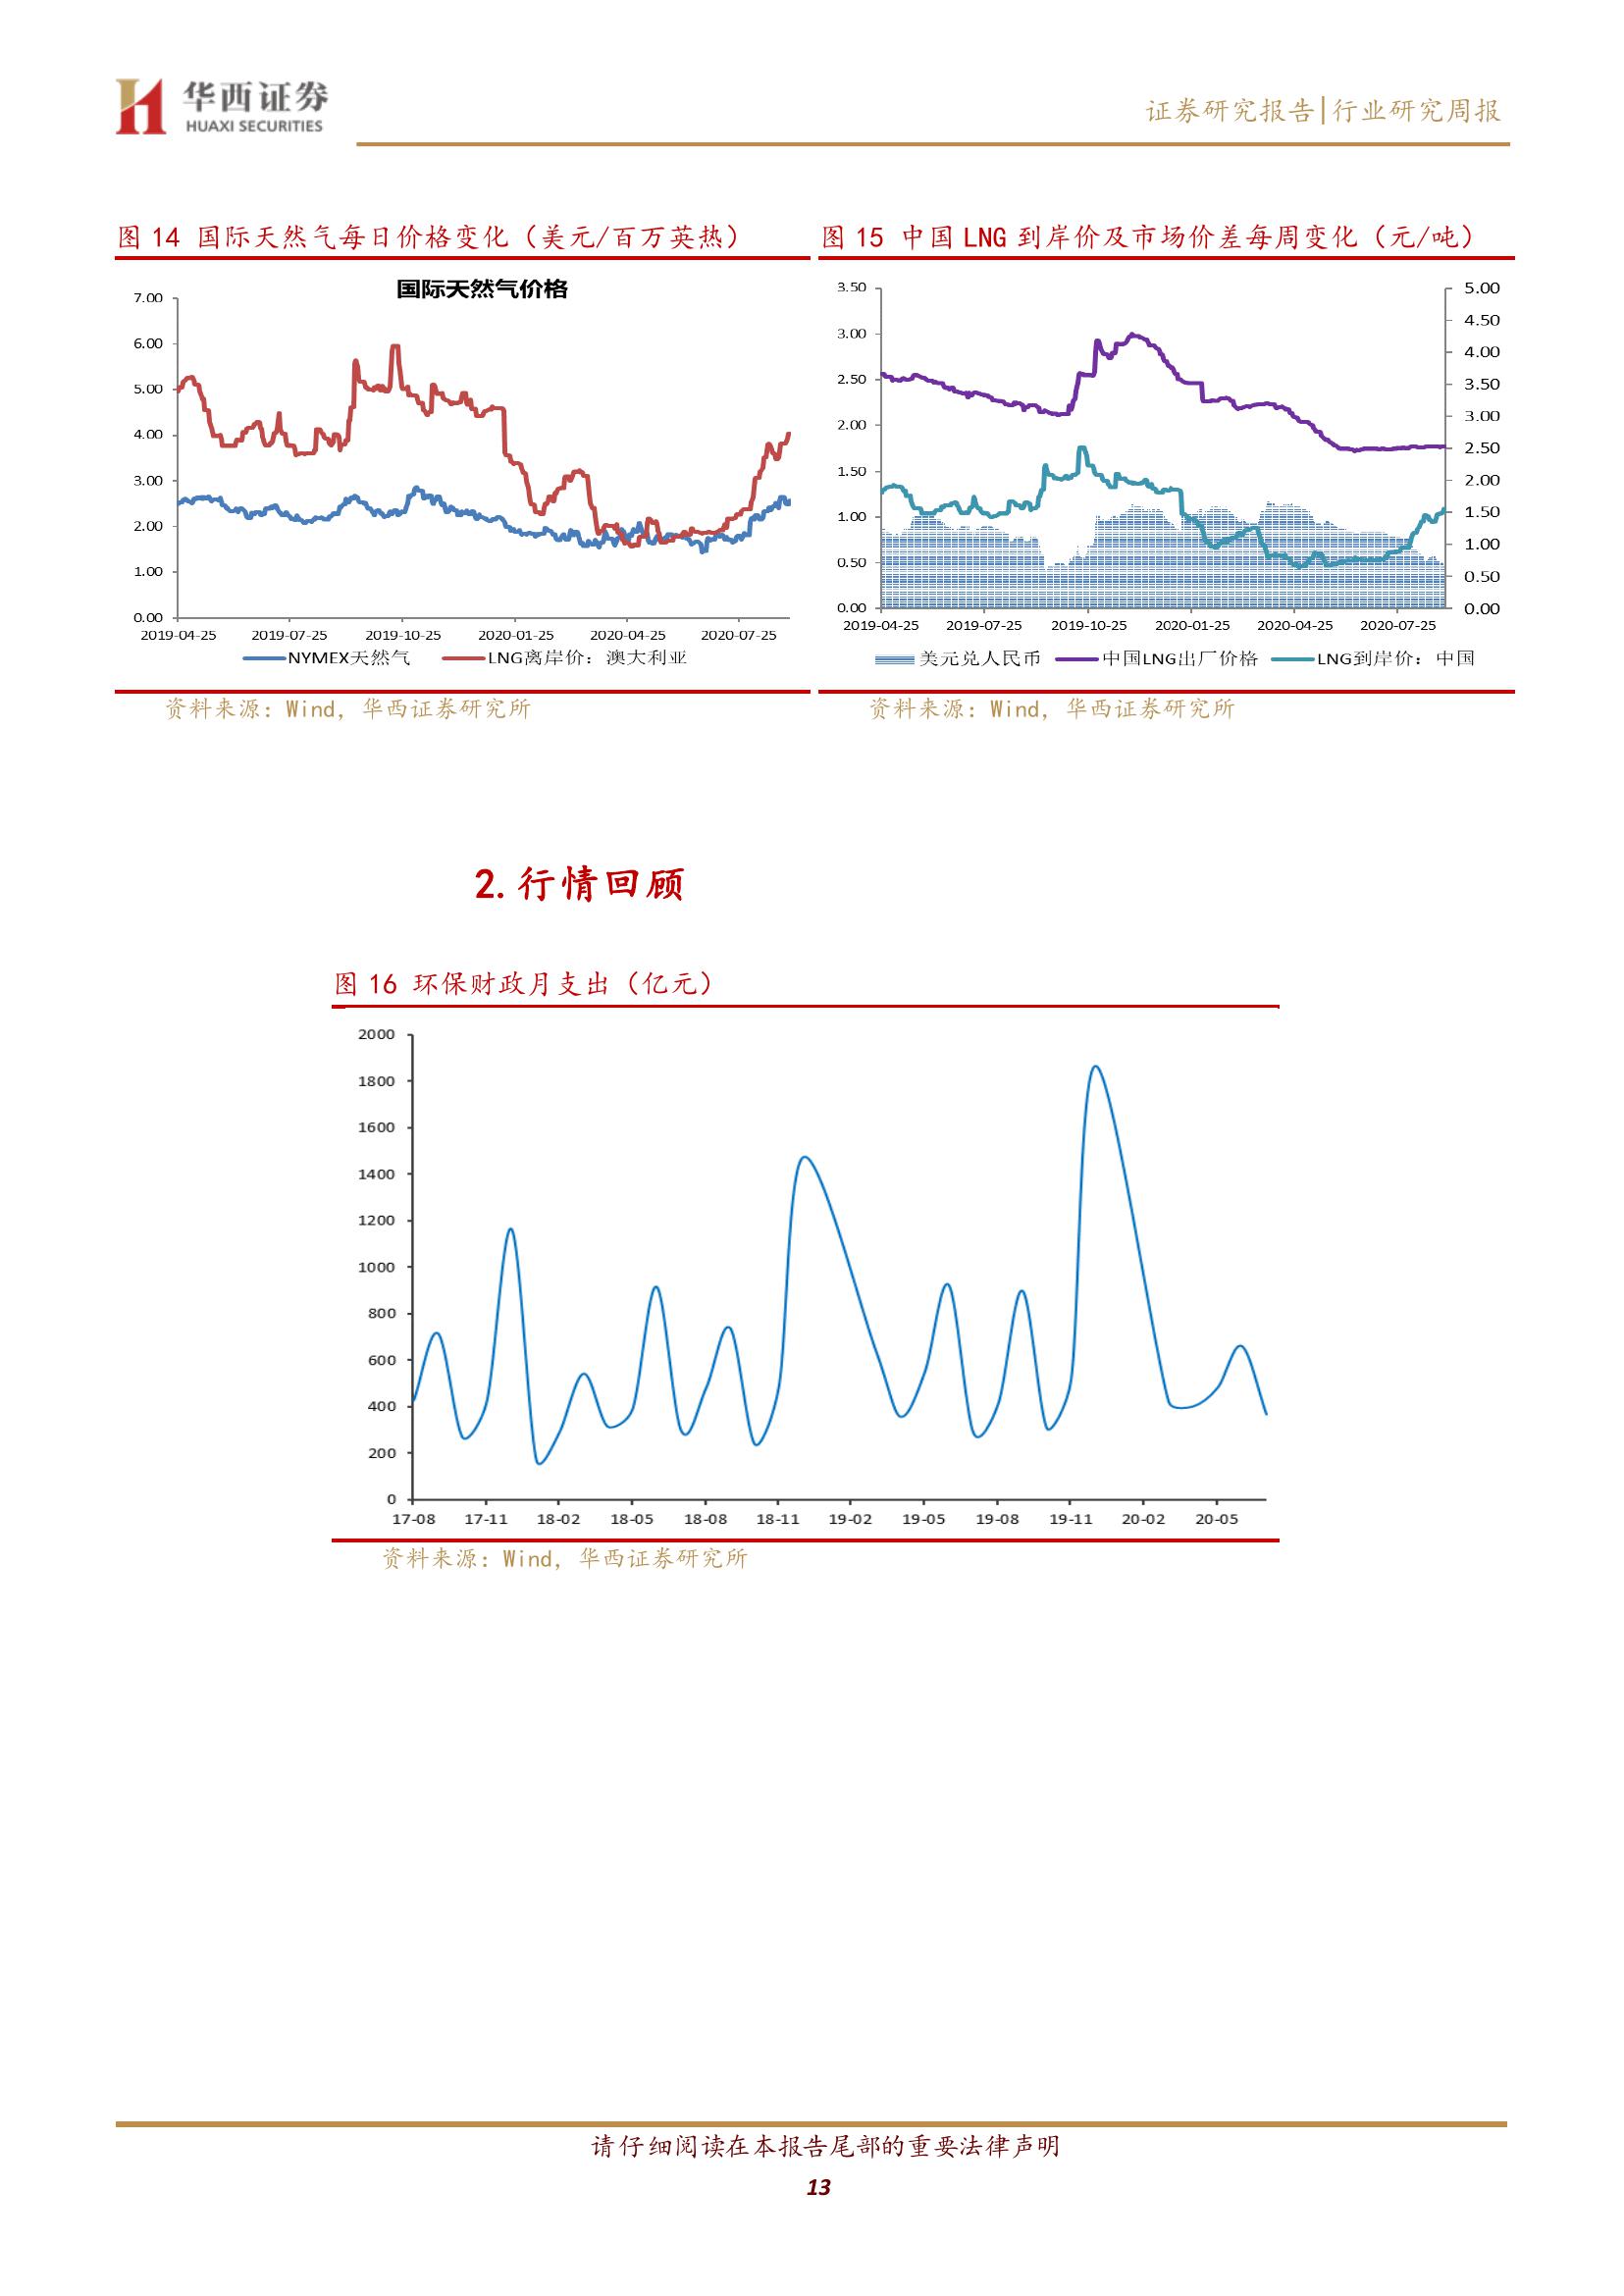 华西证券
HUAXI SECURITIES
证券研究报告|行业研究周报
图 14 国际天然气每日价格变化（美元/百万英热）
国际天然气价格
7.00
6.00
5.00
4.00
3.00
2.00
1.00
0.00
2019-04-25 2019-07-25 2019-10-25 2020-01-25 2020-04-25 2020-07-25
NYMEX天然气 LNG离岸价：澳大利亚
资料来源：Wind，华西证券研究所
图 15 中国 LNG 到岸价及市场价差每周变化（元/吨）
3.50
3.00
2.50
2.00
1.50
1.00
0.50
0.00
5.00
4.50
4.00
3.50
3.00
2.50
2.00
1.50
1.00
0.50
0.00
2019-04-25 2019-07-25 2019-10-25 2020-01-25 2020-04-25 2020-07-25
美元兑人民币 中国LNG出厂价格 LNG到岸价：中国
资料来源：Wind，华西证券研究所
2.行情回顾
图 16 环保财政月支出（亿元）
2000
1800
1600
1400
1200
1000
800
600
400
200
0
17-08 17-11 18-02 18-05 18-08 18-11 19-02 19-05 19-08 19-11 20-02 20-05
资料来源：Wind，华西证券研究所
请仔细阅读在本报告尾部的重要法律声明
13